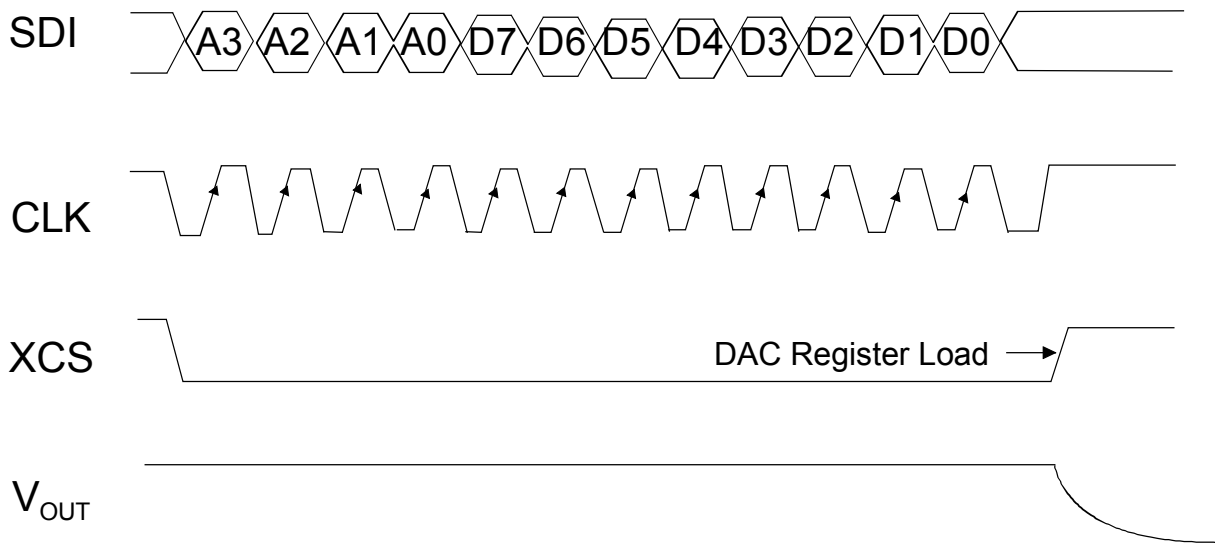 SDI A3 A2 A1 A0 D7 D6 D5 D4 D3 D2 D1 D0
CLK
XCS DAC Register Load
VOUT